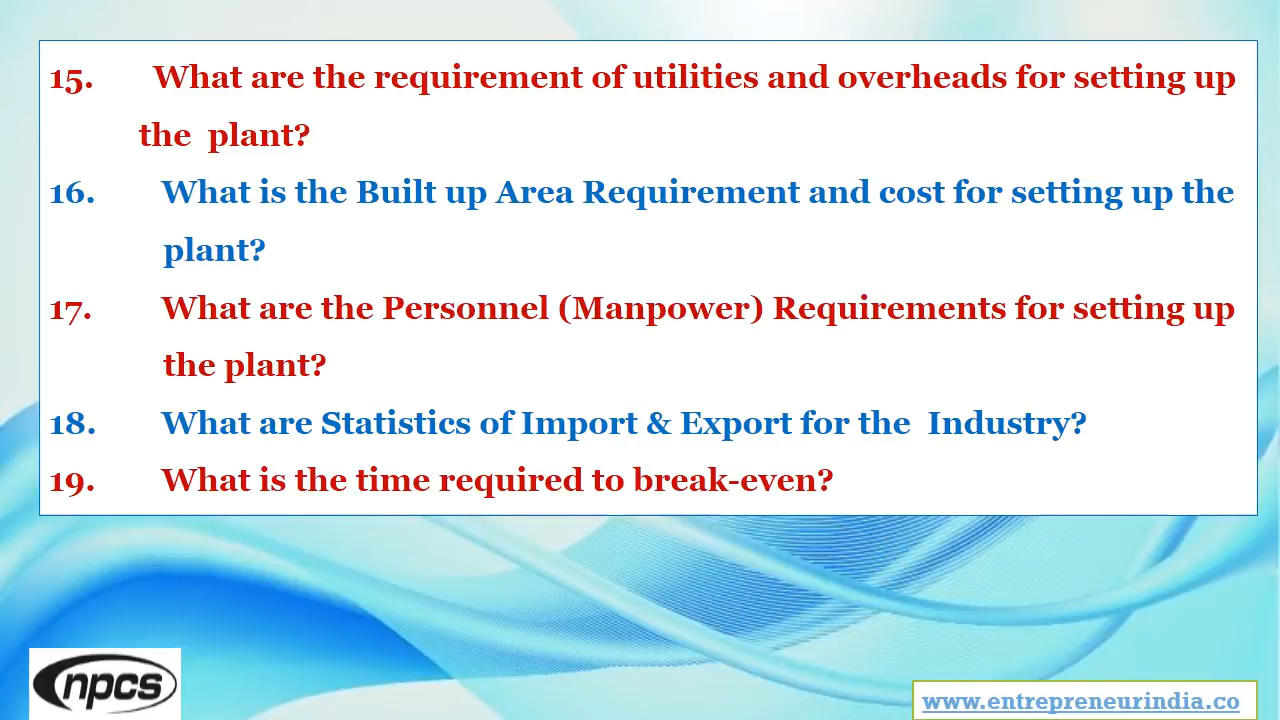 15. What are the requirement of utilities and overheads for setting up
the plant?
16. What is the Built up Area Requirement and cost for setting up the
plant?
17. What are the Personnel (Manpower) Requirements for setting up
the plant?
18. What are Statistics of Import & Export for the Industry?
19. What is the time required to break-even?
npcs
www.entrepreneurindia.co